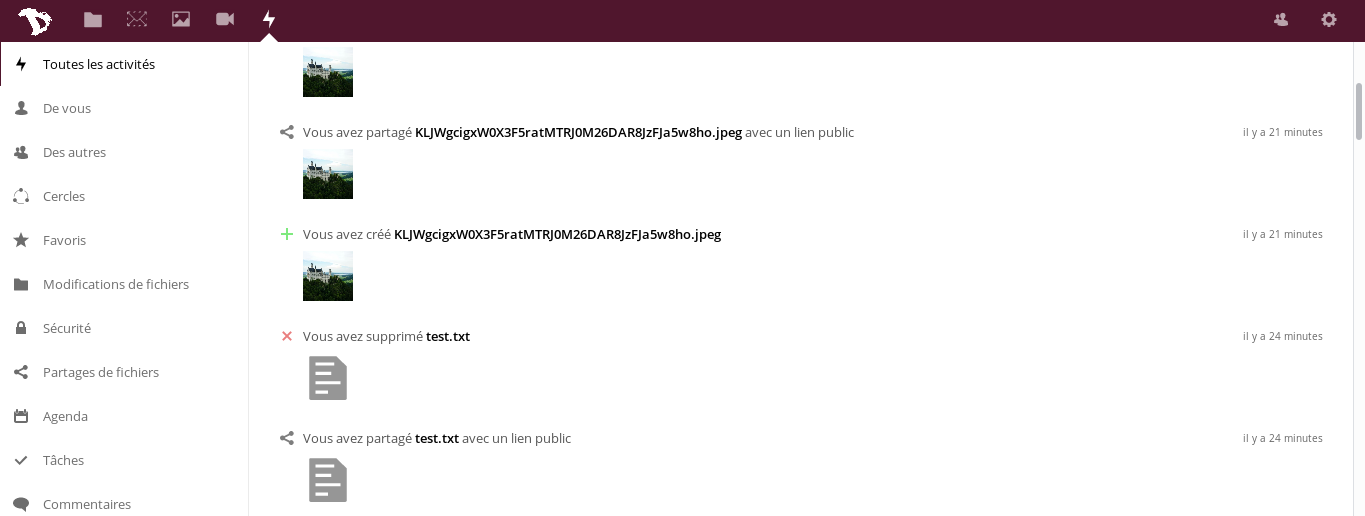 Toutes les activités
De vous
Des autres
Cercles
Favoris
Modifications de fichiers
Sécurité
Partages de fichiers
Agenda
Tâches
Commentaires
Vous avez partagé KLJWgcigxW0X3F5ratMTRJ0M26DAR8JzFJa5w8ho.jpeg avec un lien public il y a 21 minutes
Vous avez créé KLJWgcigxW0X3F5ratMTRJ0M26DAR8JzFJa5w8ho.jpeg il y a 21 minutes
Vous avez supprimé test.txt il y a 24 minutes
Vous avez partagé test.txt avec un lien public il y a 24 minutes